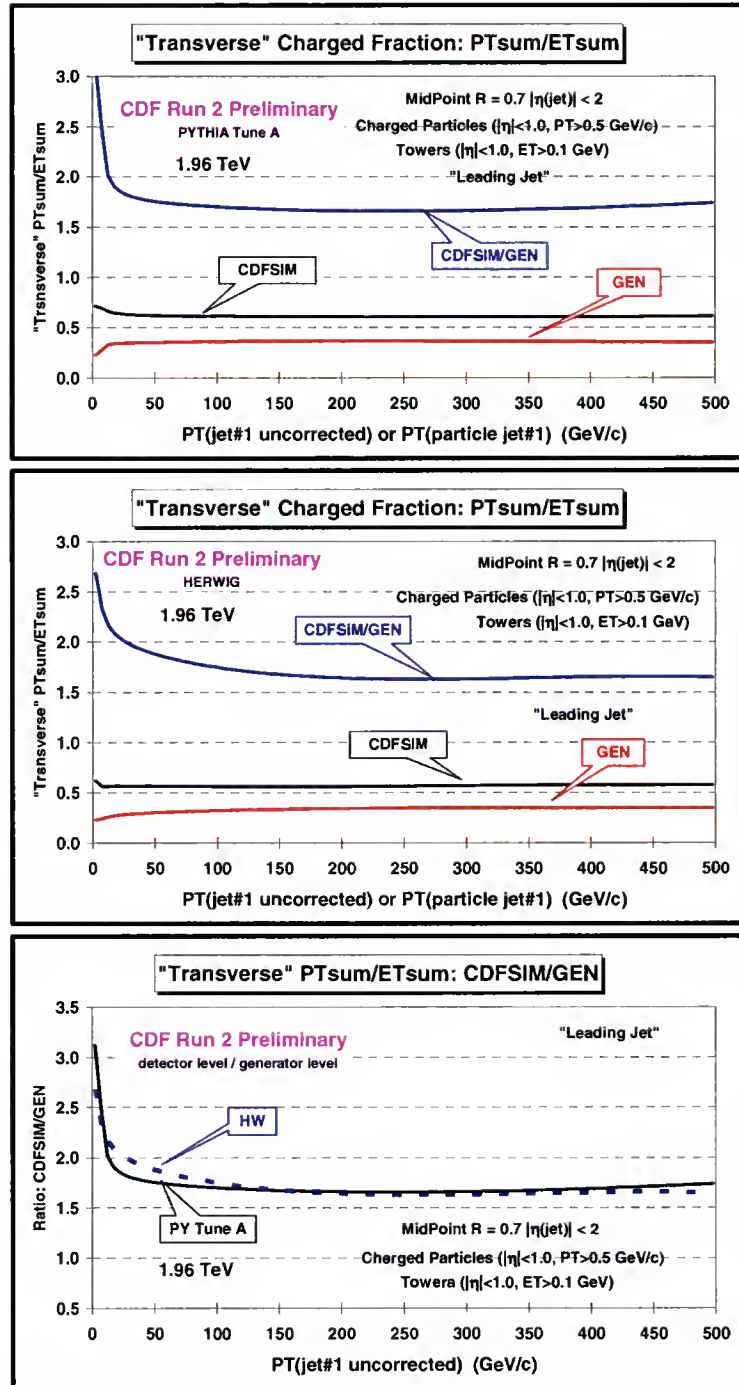 "Transverse" Charged Fraction: PTsum/ETsum
3.0
2.5
2.0
1.5
1.0
0.5
0.0
"Trsnsverse" PTsum/ETsum
CDF Run 2 Preliminary
PYTHIA Tune A
1.96 TeV
MidPoint R = 0.7 |η(jet)| < 2
Charged Particles (|η|<1.0, PT>0.5 GeV/c)
Towers (|η|<1.0, ET>0.1 GeV)
"Leading Jet"
CDFSIM/GEN
CDFSIM
GEN
0 50 100 150 200 250 300 350 400 450 500
PT(jet#1 uncorrected) or PT(particle jet#1) (GeV/c)
"Transverse" Charged Fraction: PTsum/ETsum
3.0
2.5
2.0
1.5
1.0
0.5
0.0
"Transverse" PTsum/ETsum
CDF Run 2 Preliminary
HERWIG
1.96 TeV
MidPoint R = 0.7 |η(jet)| < 2
Charged Particles (|η|<1.0, PT>0.5 GeV/c)
Towers (|η|<1.0, ET>0.1 GaV)
CDFSIM/GEN
"Leading Jet"
CDFSIM
GEN
0 50 100 150 200 250 300 350 400 450 500
PT(jet#1 uncorrected) or PT(particle jet#1) (GeV/c)
"Transverse" PTsum/ETsum: CDFSIM/GEN
3.5
3.0
2.5
2.0
1.5
1.0
0.5
Ratio: CDFSIM/GEN
CDF Run 2 Preliminary
detector level / generator level
"Leading Jet"
HW
PY Tune A
1.96 TeV
MidPoint R = 0.7 |η(jet)| < 2
Charged Particles (|η|<1.0, PT>0.5 GeV/c)
Towera (|η|<1.0, ET>0.1 GeV)
0 50 100 150 200 250 300 350 400 450 500
PT(jet#1 uncorrected) (GeV/c)